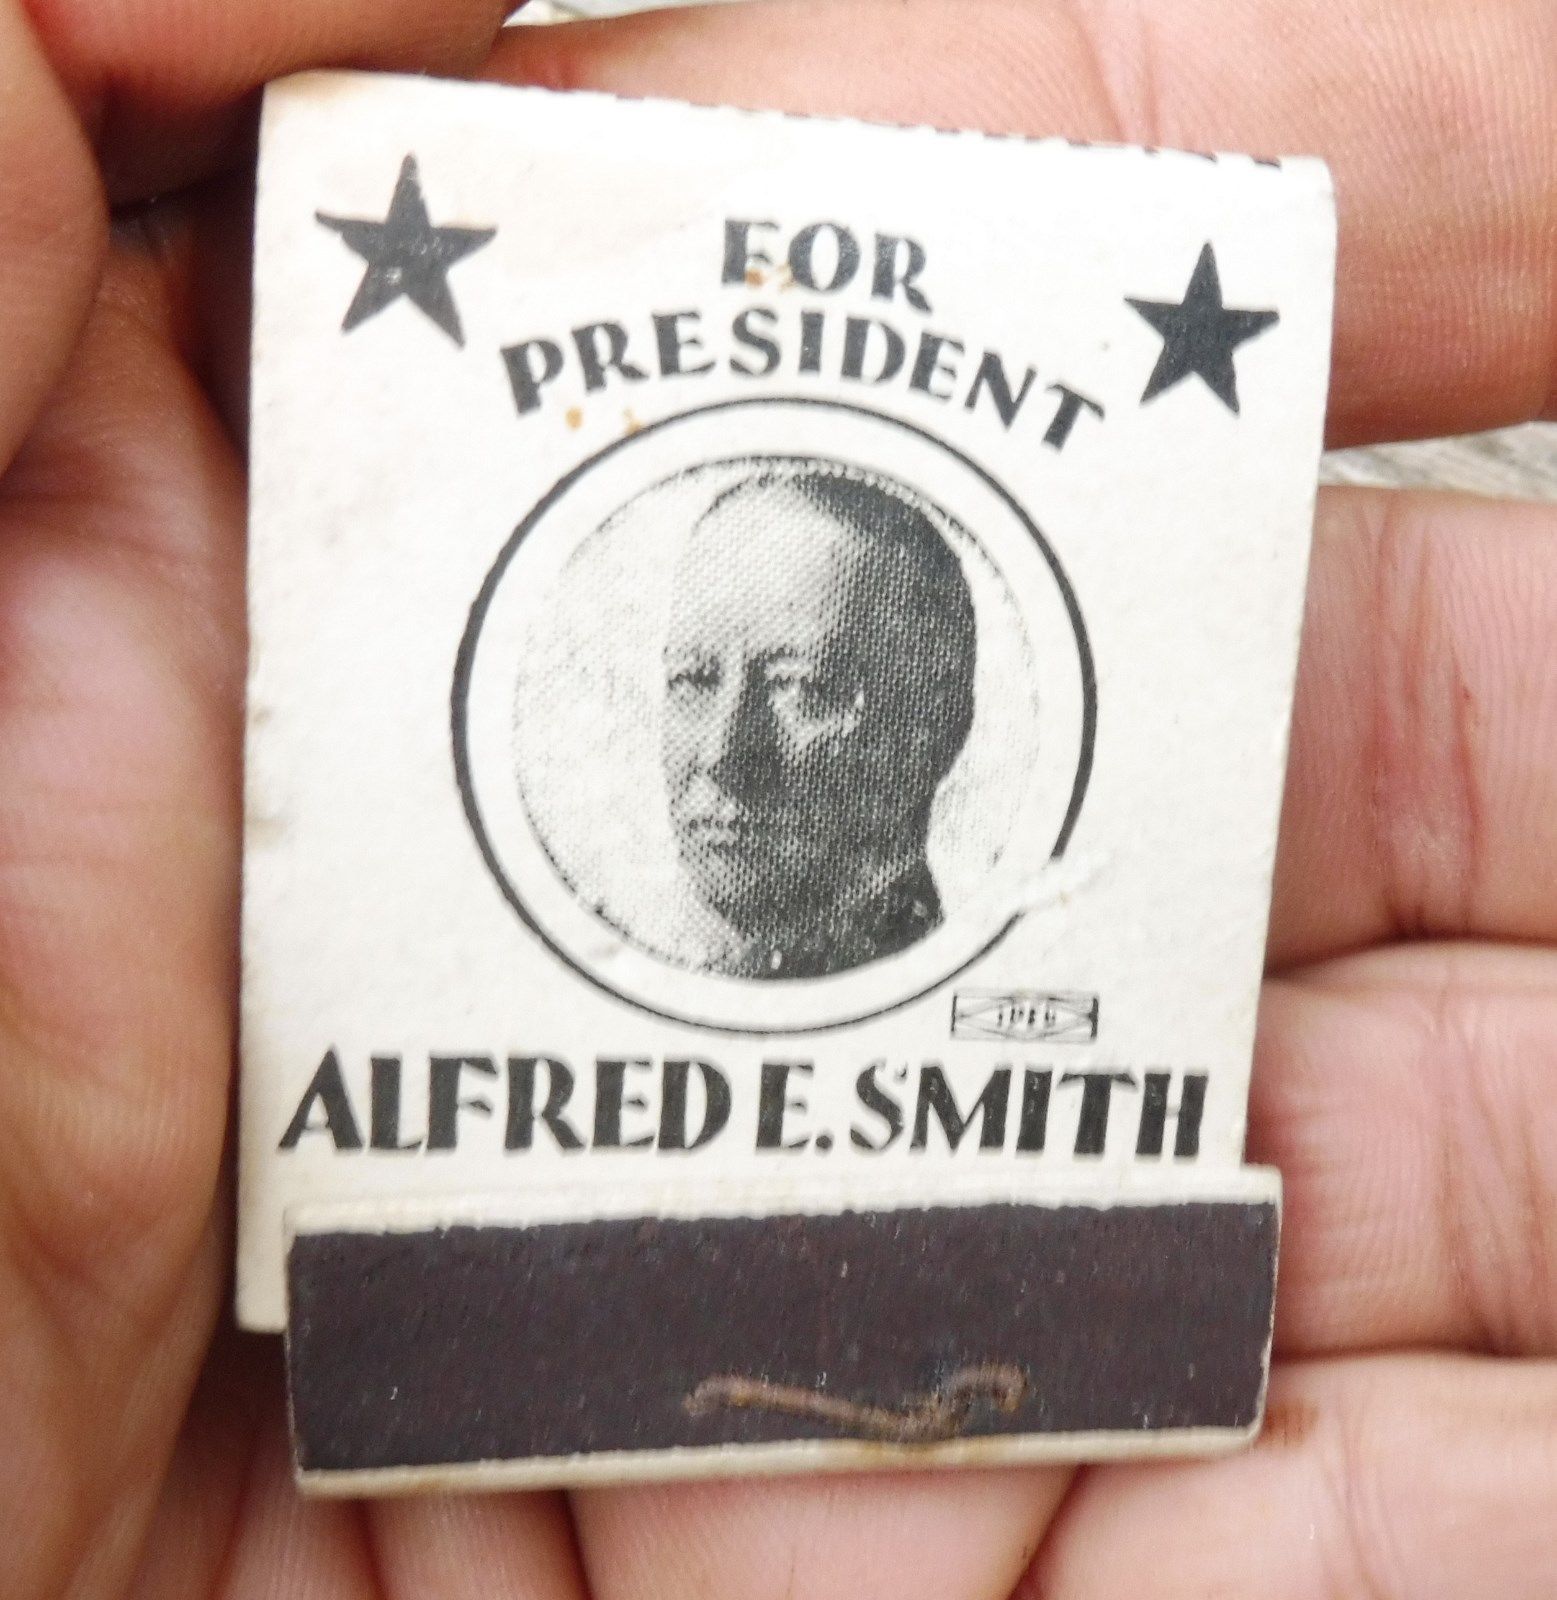 FOR
PRESIDENT
ALFRED E. SMITH